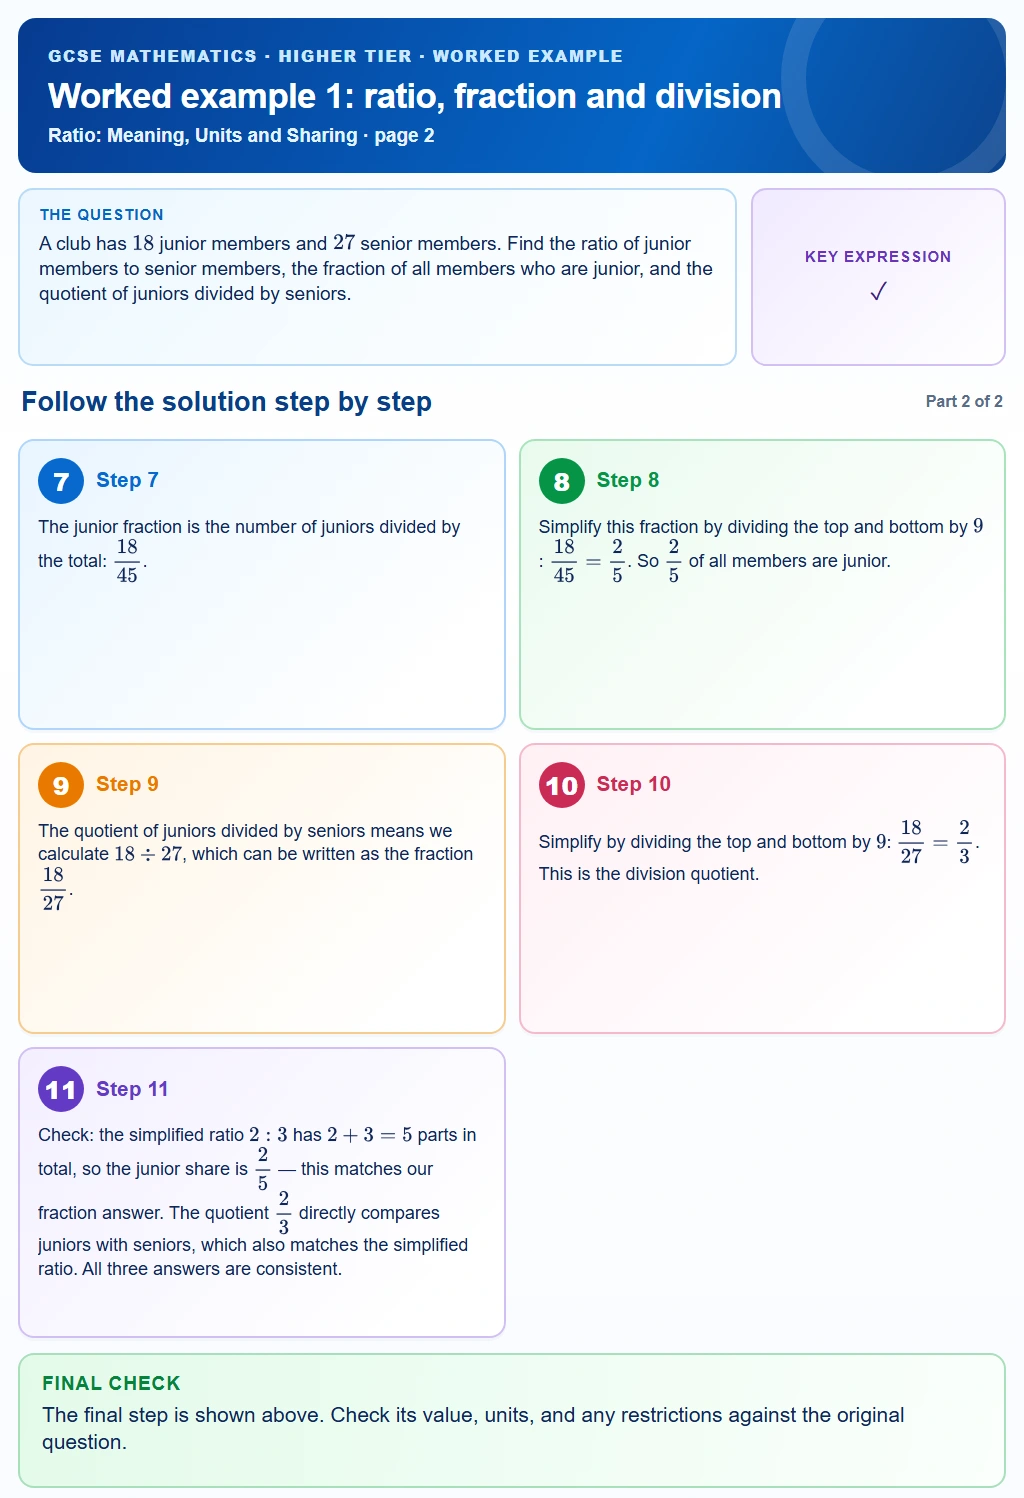 GCSE MATHEMATICS · HIGHER TIER · WORKED EXAMPLE
Worked example 1: ratio, fraction and division
Ratio: Meaning, Units and Sharing · page 2
THE QUESTION
A club has 18 junior members and 27 senior members. Find the ratio of junior
members to senior members, the fraction of all members who are junior, and the
quotient of juniors divided by seniors.
KEY EXPRESSION
✓
Follow the solution step by step
Part 2 of 2
7 Step 7
The junior fraction is the number of juniors divided by
the total: 18/45.
8 Step 8
Simplify this fraction by dividing the top and bottom by 9
: 18/45 = 2/5. So 2/5 of all members are junior.
9 Step 9
The quotient of juniors divided by seniors means we
calculate 18 ÷ 27, which can be written as the fraction
18/27.
10 Step 10
Simplify by dividing the top and bottom by 9: 18/27 = 2/3.
This is the division quotient.
11 Step 11
Check: the simplified ratio 2 : 3 has 2 + 3 = 5 parts in
total, so the junior share is 2/5 — this matches our
fraction answer. The quotient 2/3 directly compares
juniors with seniors, which also matches the simplified
ratio. All three answers are consistent.
FINAL CHECK
The final step is shown above. Check its value, units, and any restrictions against the original
question.